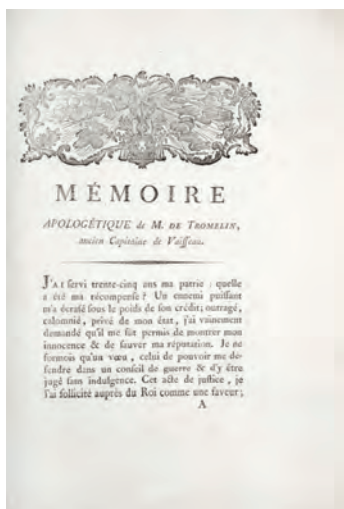 MÉMOIRE
APOLOGÉTIQUE de M. DE TROMELIN,
ancien Capitaine de Vaisseau.
J'AI servi trente-cinq ans ma patrie : quelle
a été ma récompense ? Un ennemi puissant
m'a écrasé sous le poids de son crédit; outragé,
calomnié, privé de mon état, j'ai vainement
demandé qu'il me fût permis de montrer mon
innocence & de sauver ma réputation. Je ne
formois qu'un vœu, celui de pouvoir me dé-
fendre dans un conseil de guerre & d'y être
jugé sans indulgence. Cet acte de justice, je
l'ai sollicité auprès du Roi comme une faveur;
A